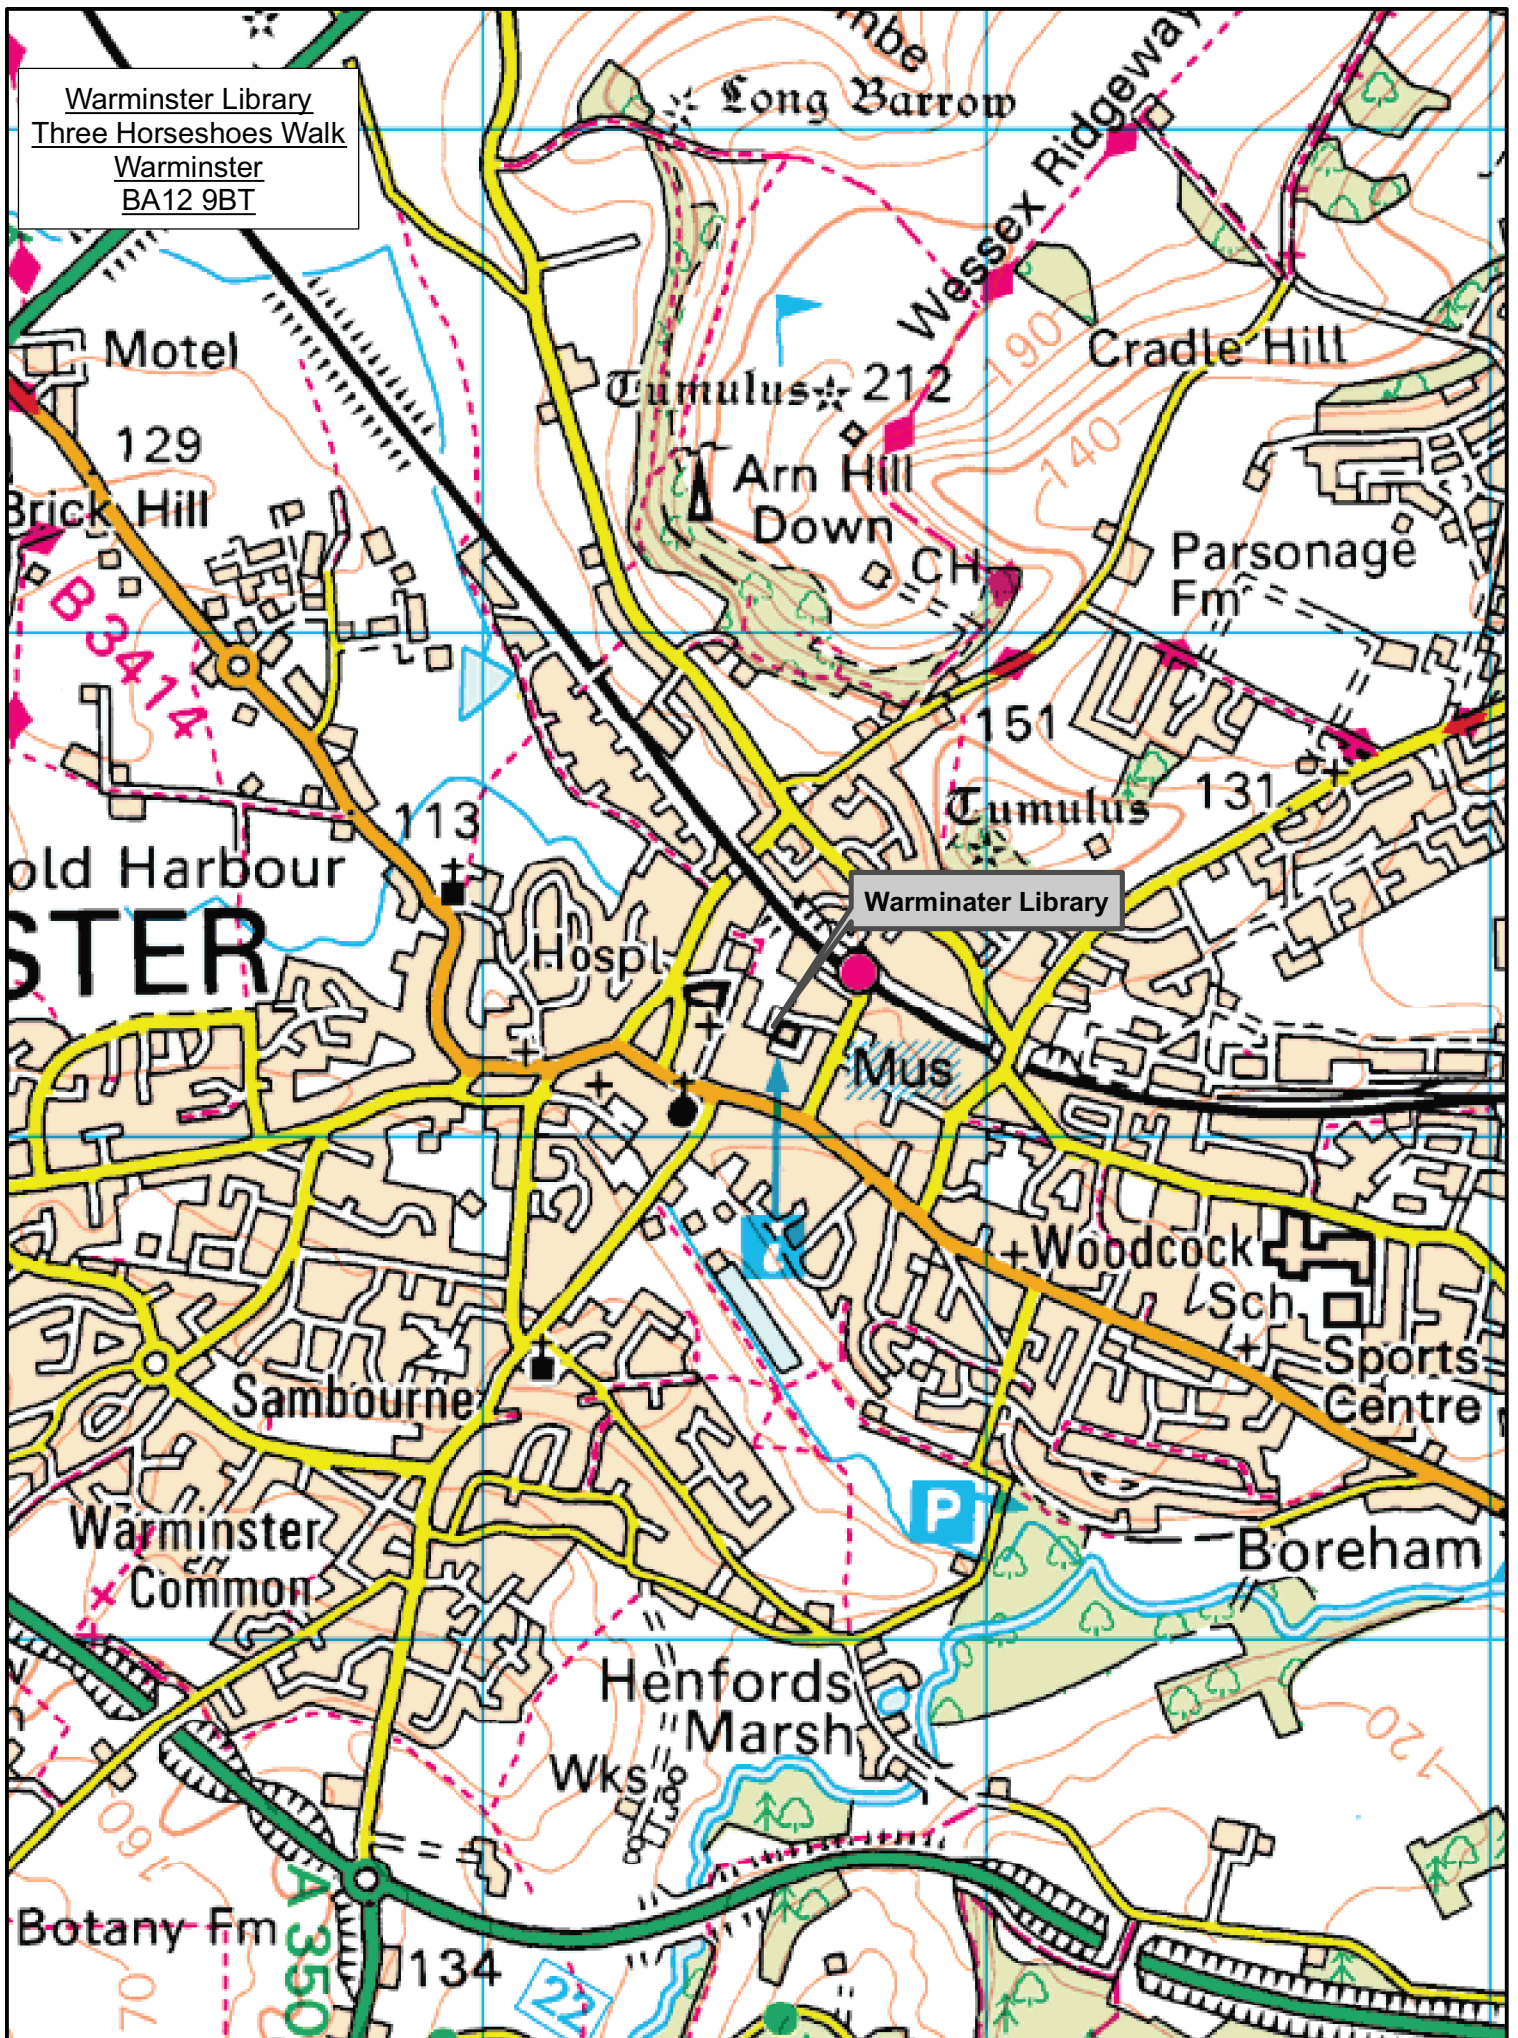 Warminster Library
Three Horseshoes Walk
Warminster
BA12 9BT
mbe
Long Barrow
Wessex Ridgeway
Motel
Cradle Hill
190
Tumulus
212
129
140
Arn Hill
Down
Brick Hill
Parsonage
Fm
CH
B 3414
151
131
Tumulus
113
old Harbour
Warminater Library
STER
Hospl
Mus
i
Woodcock
Sch
Sports
Centre
Sambourne
P
Warminster
Common
Boreham
Henfords
Marsh
Wks
120
160
A 350
Botany Fm
134
22